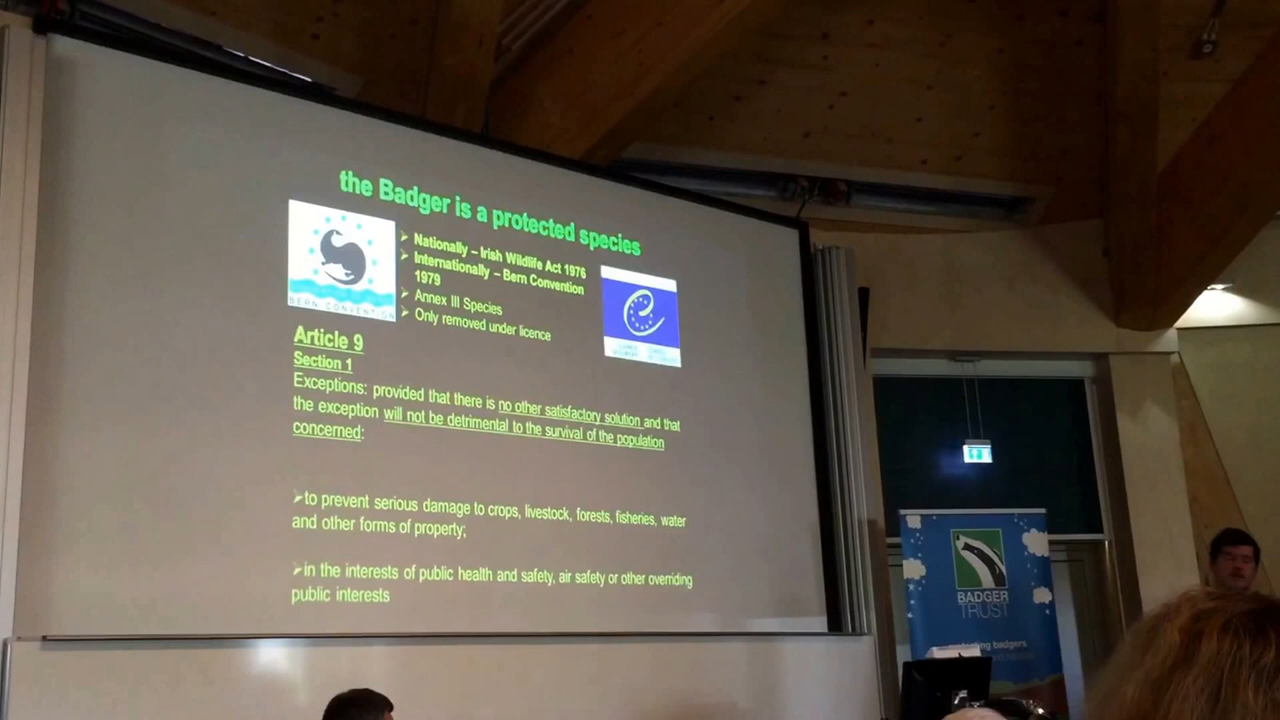 the Badger is a protected species
➢ Nationally – Irish Wildlife Act 1976
➢ Internationally – Bern Convention
1979
➢ Annex III Species
➢ Only removed under licence
BERN CONVENTION
Article 9
Section 1
Exceptions: provided that there is no other satisfactory solution and that
the exception will not be detrimental to the survival of the population
concerned:
➢to prevent serious damage to crops, livestock, forests, fisheries, water
and other forms of property;
➢in the interests of public health and safety, air safety or other overriding
public interests
BADGER
TRUST
badgers